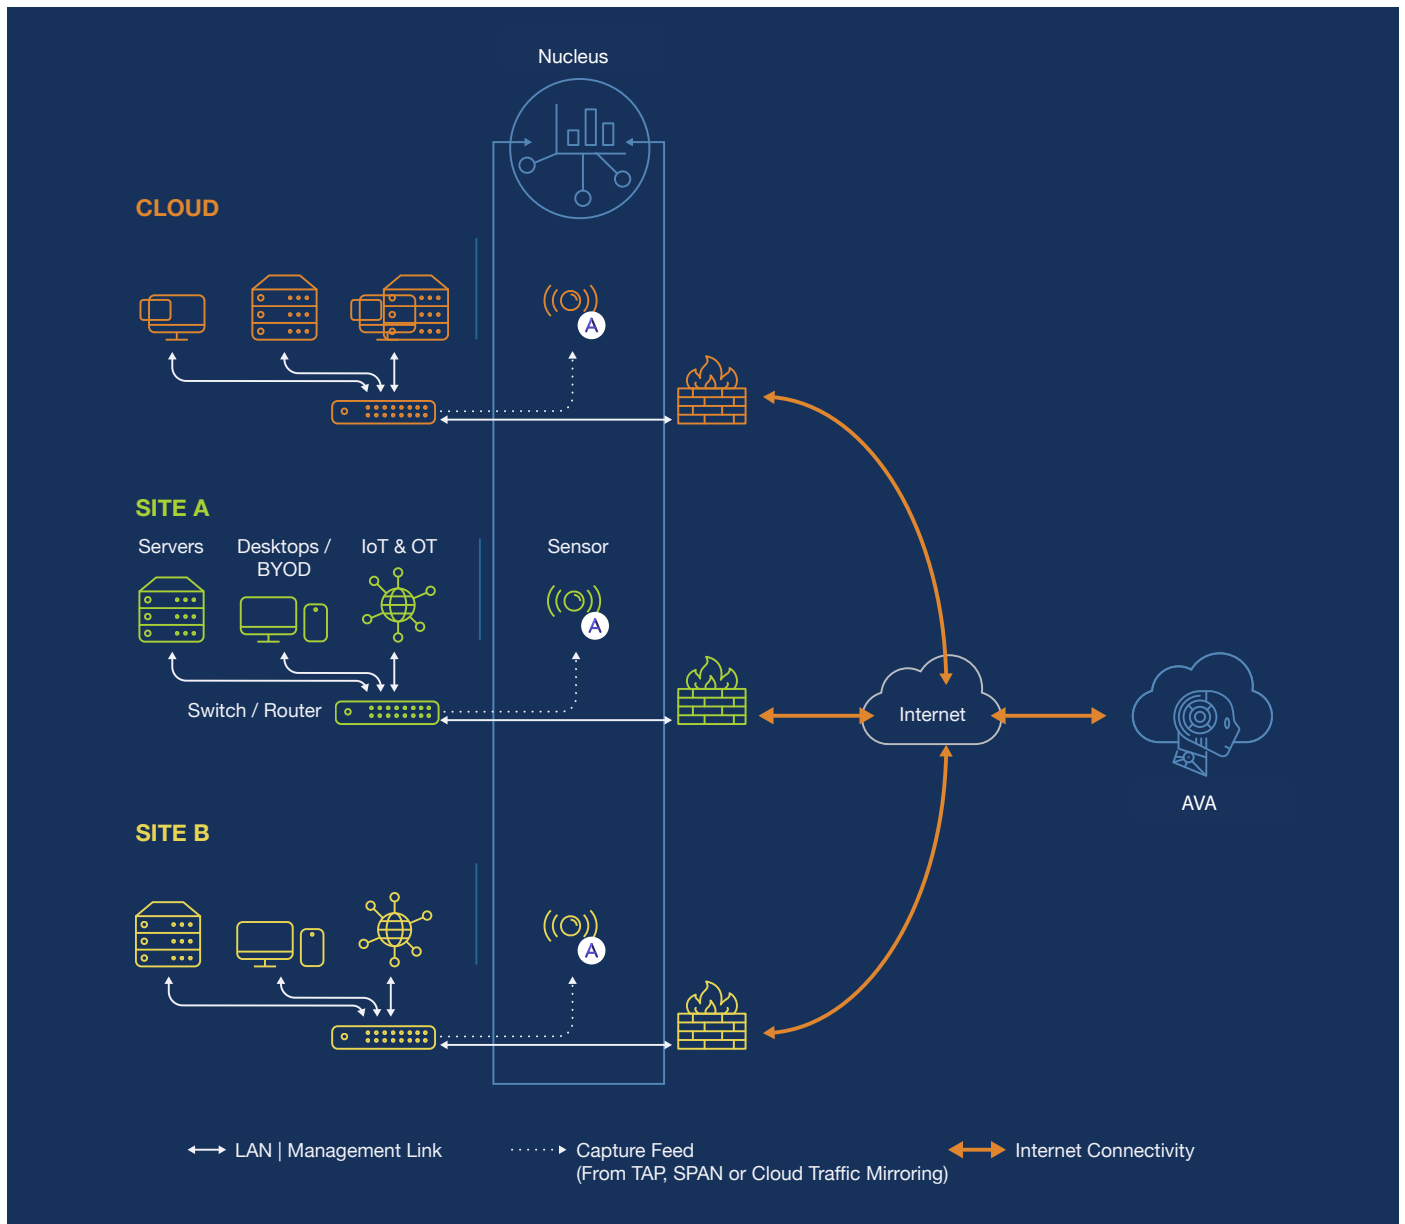 Nucleus
CLOUD
A
SITE A
Servers
Desktops /
BYOD
IoT & OT
Sensor
A
Switch / Router
Internet
AVA
SITE B
A
LAN | Management Link
Capture Feed
(From TAP, SPAN or Cloud Traffic Mirroring)
Internet Connectivity